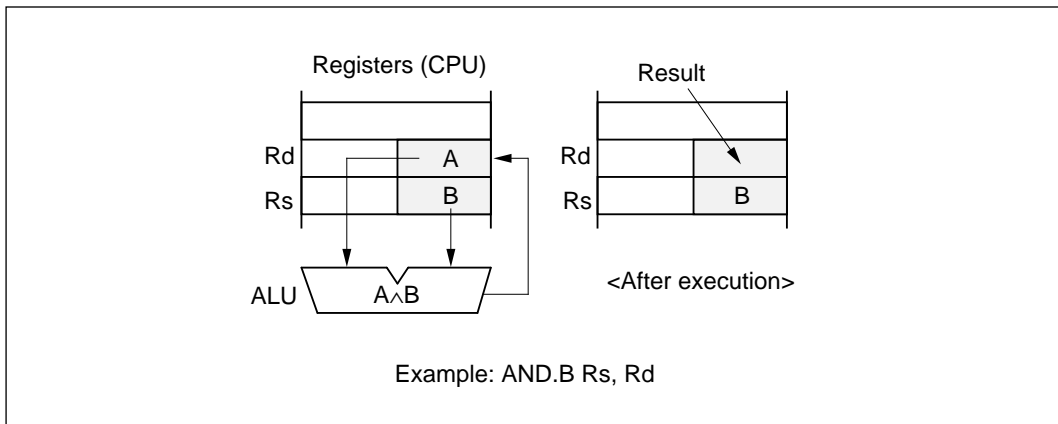 Registers (CPU)
Result
Rd
A
Rd
Rs
B
Rs
B
ALU
A∧B
<After execution>
Example: AND.B Rs, Rd